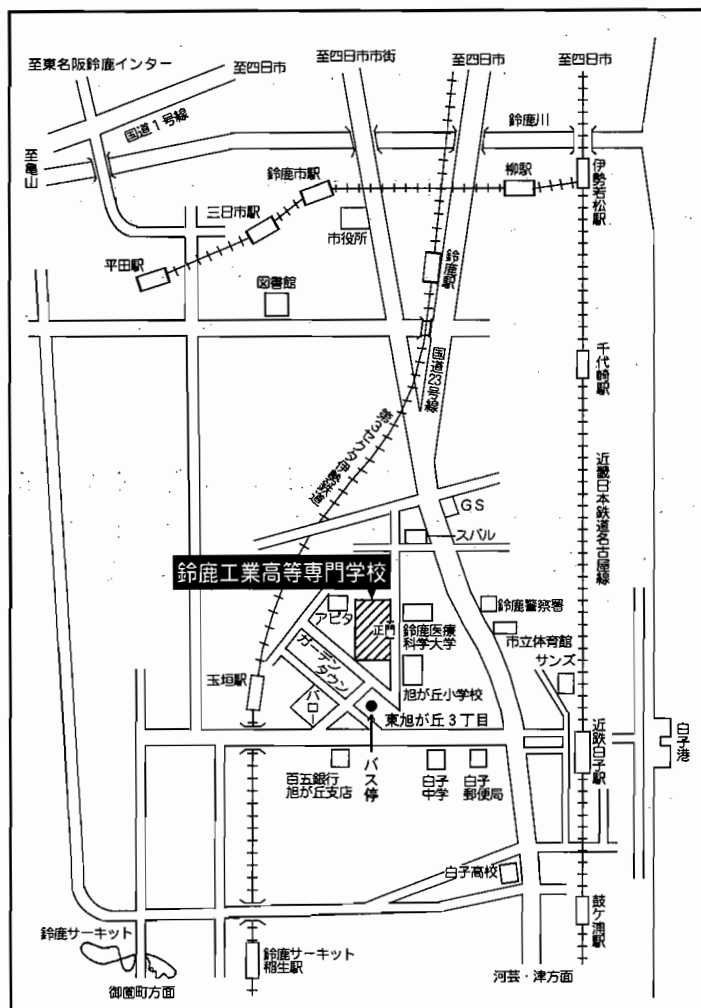 至東名阪鈴鹿インター
至四日市
至四日市市街
至四日市
至四日市
国道1号線
鈴鹿川
至亀山
鈴鹿市駅
柳駅
伊勢若松駅
三日市駅
市役所
平田駅
鈴鹿駅
図書館
国道23号線
千代崎駅
第3セクタ伊勢鉄道
近畿日本鉄道名古屋線
GS
スバル
鈴鹿工業高等専門学校
アピタ
正門
鈴鹿医療
科学大学
鈴鹿警察署
市立体育館
ガーデンタウン
サンズ
玉垣駅
バロー
旭が丘小学校
東旭が丘3丁目
近鉄白子駅
白子港
百五銀行
旭が丘支店
バス停
白子
中学
白子
郵便局
白子高校
鼓ケ浦駅
鈴鹿サーキット
鈴鹿サーキット
稲生駅
御薗町方面
河芸・津方面